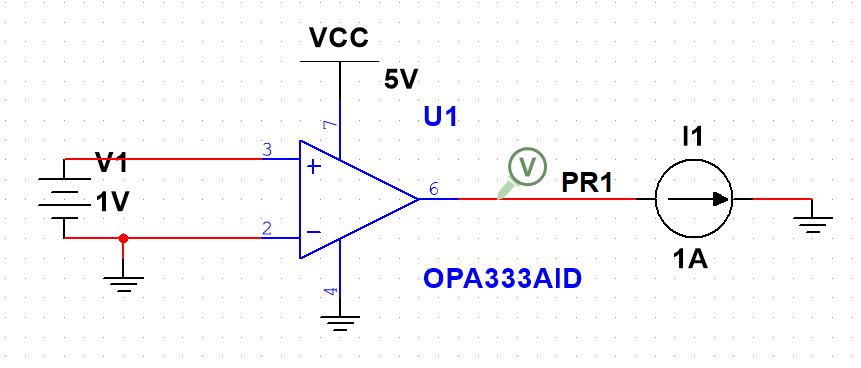 VCC
5V
U1
7
I1
3
V1
+
V
6
PR1
1V
2
−
1A
OPA333AID
4